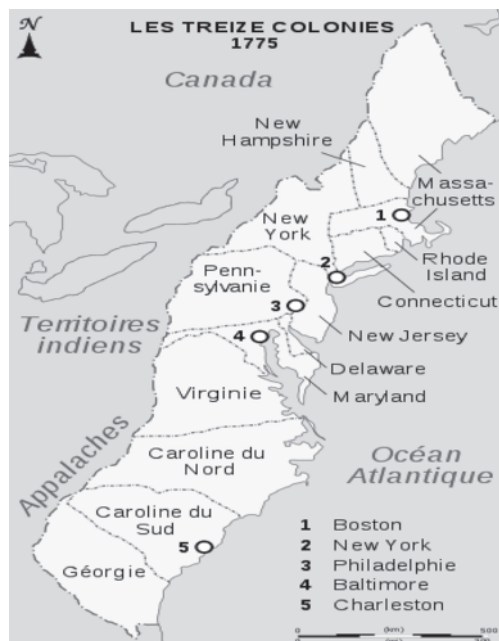 N
LES TREIZE COLONIES
1775
Canada
New
Hampshire
Massa-
chusetts
1
New
York
2
Rhode
Island
Penn-
sylvanie
Connecticut
3
Territoires
indiens
4
New Jersey
Delaware
Maryland
Virginie
Appalaches
Océan
Atlantique
Caroline du
Nord
Caroline du
Sud
5
Géorgie
1 Boston
2 New York
3 Philadelphie
4 Baltimore
5 Charleston
0 (km) 500